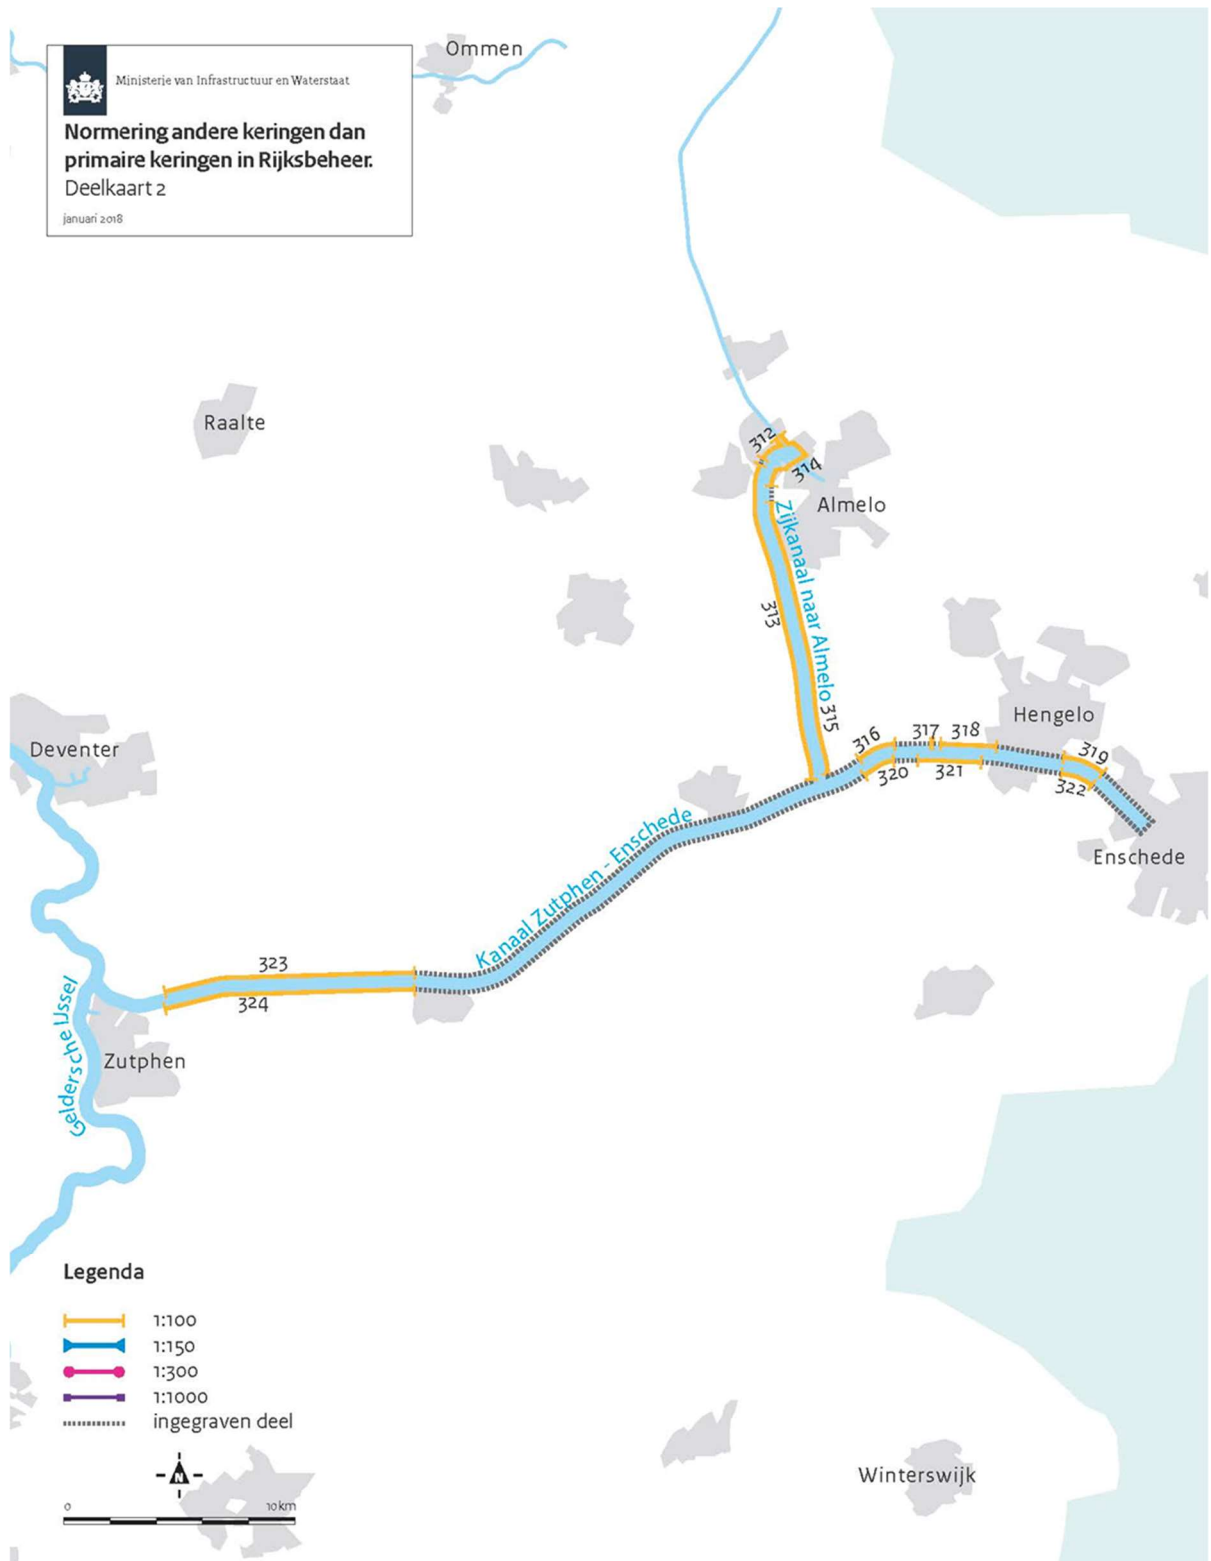 Ministerie van Infrastructuur en Waterstaat
Normering andere keringen dan
primaire keringen in Rijksbeheer.
Deelkaart 2
januari 2018
Ommen
Raalte
312
314
Almelo
Zijkanaal naar Almelo
313
315
Hengelo
316
317
318
319
320
321
322
Deventer
Enschede
Kanaal Zutphen - Enschede
323
324
Geldersche IJssel
Zutphen
Legenda
1:100
1:150
1:300
1:1000
ingegraven deel
N
0 10 km
Winterswijk